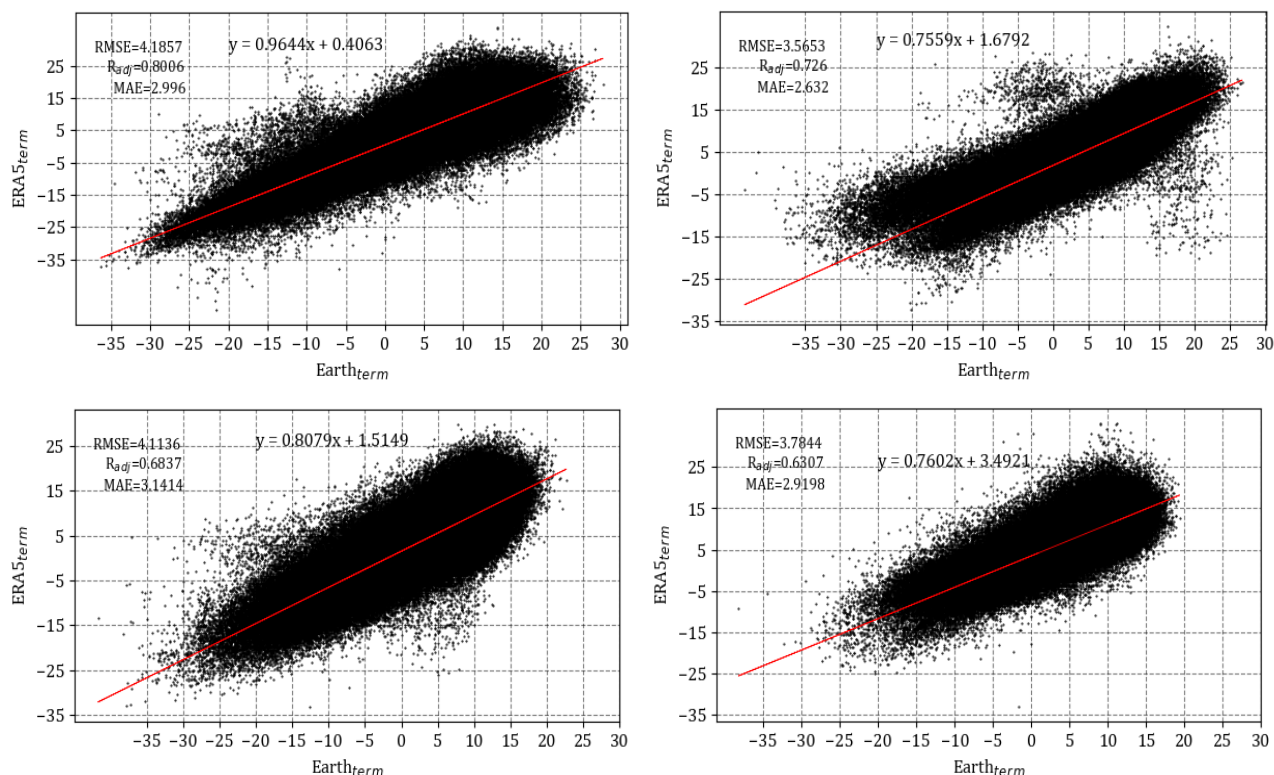 RMSE=4.1857
R_adj=0.8006
MAE=2.996
y = 0.9644x + 0.4063
ERA5_term
25
15
5
−5
−15
−25
−35
−35 −30 −25 −20 −15 −10 −5 0 5 10 15 20 25 30
Earth_term
RMSE=3.5653
R_adj=0.726
MAE=2.632
y = 0.7559x + 1.6792
ERA5_term
25
15
5
−5
−15
−25
−35
−35 −30 −25 −20 −15 −10 −5 0 5 10 15 20 25 30
Earth_term
RMSE=4.1136
R_adj=0.6837
MAE=3.1414
y = 0.8079x + 1.5149
ERA5_term
25
15
5
−5
−15
−25
−35
−35 −30 −25 −20 −15 −10 −5 0 5 10 15 20 25 30
Earth_term
RMSE=3.7844
R_adj=0.6307
MAE=2.9198
y = 0.7602x + 3.4921
ERA5_term
25
15
5
−5
−15
−25
−35
−35 −30 −25 −20 −15 −10 −5 0 5 10 15 20 25 30
Earth_term